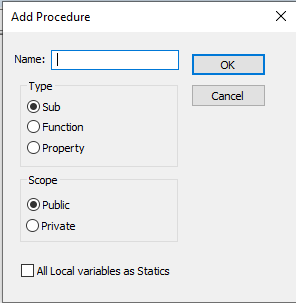 Add Procedure
Name:
OK
Cancel
Type
Sub
Function
Property
Scope
Public
Private
All Local variables as Statics